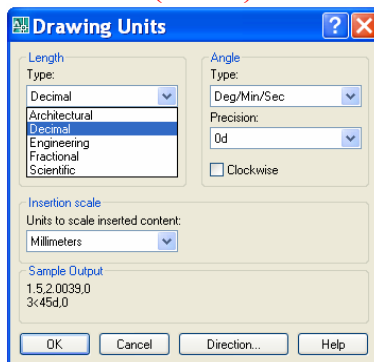 Drawing Units
Length
Type:
Decimal
Architectural
Decimal
Engineering
Fractional
Scientific
Angle
Type:
Deg/Min/Sec
Precision:
0d
Clockwise
Insertion scale
Units to scale inserted content:
Millimeters
Sample Output
1.5,2.0039,0
3<45d,0
OK
Cancel
Direction...
Help